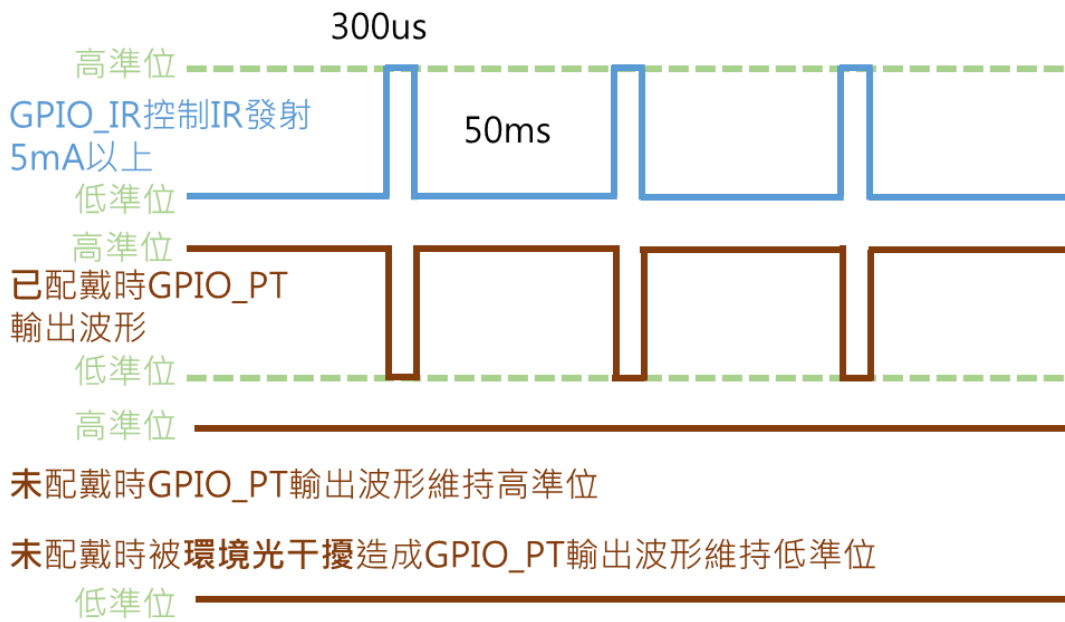 300us
高準位
GPIO_IR控制IR發射
5mA以上
50ms
低準位
高準位
已配戴時GPIO_PT
輸出波形
低準位
高準位
未配戴時GPIO_PT輸出波形維持高準位
未配戴時被環境光干擾造成GPIO_PT輸出波形維持低準位
低準位